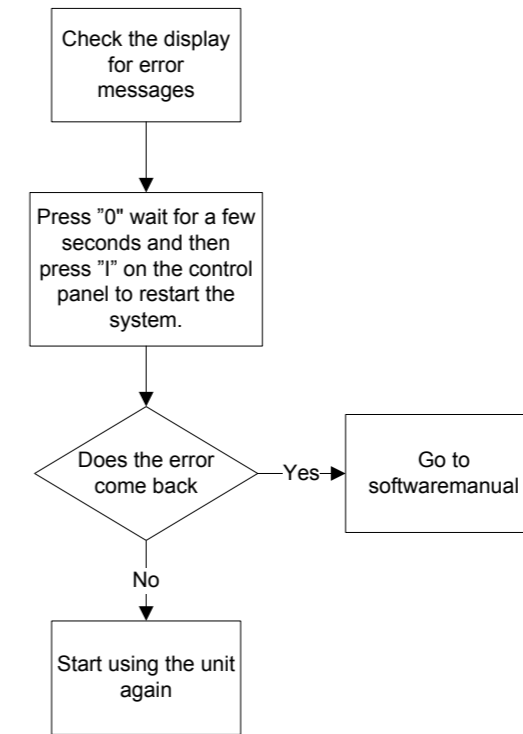 Check the display
for error
messages
Press ”0" wait for a few
seconds and then
press ”I” on the control
panel to restart the
system.
Does the error
come back
Yes
Go to
softwaremanual
No
Start using the unit
again